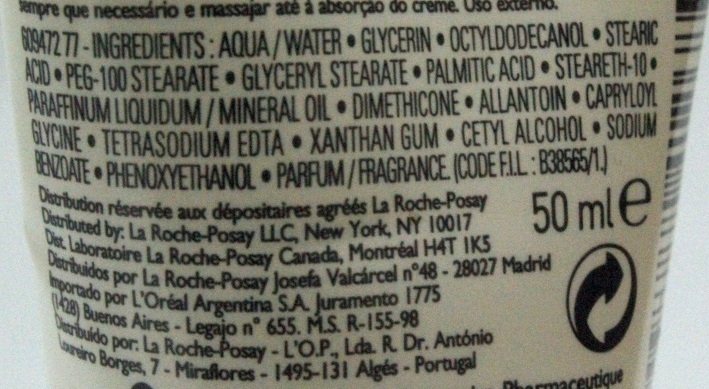 sempre que necessário e massajar até à absorção do creme. Uso externo.
609472 77 - INGREDIENTS : AQUA / WATER • GLYCERIN • OCTYLDODECANOL • STEARIC
ACID • PEG-100 STEARATE • GLYCERYL STEARATE • PALMITIC ACID • STEARETH-10 •
PARAFFINUM LIQUIDUM / MINERAL OIL • DIMETHICONE • ALLANTOIN • CAPRYLOYL
GLYCINE • TETRASODIUM EDTA • XANTHAN GUM • CETYL ALCOHOL • SODIUM
BENZOATE • PHENOXYETHANOL • PARFUM / FRAGRANCE. (CODE F.I.L. : B38565/1.)
Distribution réservée aux dépositaires agréés La Roche-Posay
Distributed by: La Roche-Posay LLC, New York, NY 10017
Dist. Laboratoire La Roche-Posay Canada, Montréal H4T 1K5
Distribuidos por La Roche-Posay Josefa Valcárcel n°48 - 28027 Madrid
Importado por L'Oréal Argentina S.A. Juramento 1775
(1428) Buenos Aires - Legajo n° 655. M.S. R-155-98
Distribuído por: La Roche-Posay - L'O.P., Lda. R. Dr. António
Loureiro Borges, 7 - Miraflores - 1495-131 Algés - Portugal
50 ml e
Pharmaceutique